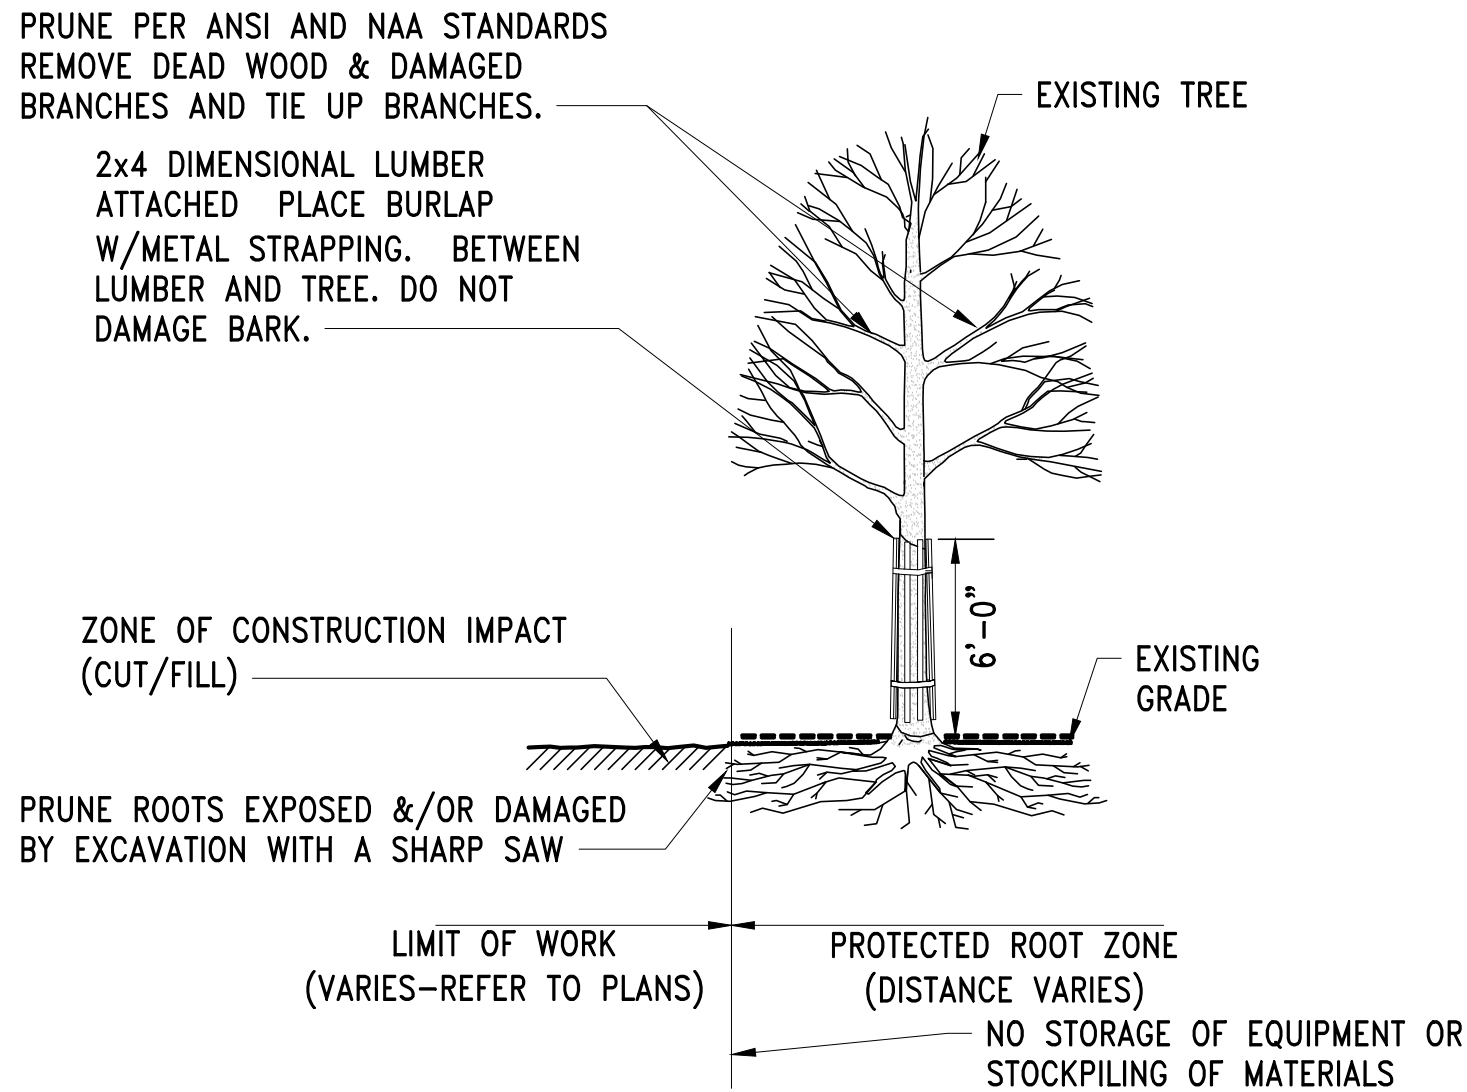 PRUNE PER ANSI AND NAA STANDARDS
REMOVE DEAD WOOD & DAMAGED
BRANCHES AND TIE UP BRANCHES.
EXISTING TREE
2x4 DIMENSIONAL LUMBER
ATTACHED PLACE BURLAP
W/METAL STRAPPING. BETWEEN
LUMBER AND TREE. DO NOT
DAMAGE BARK.
6'-0"
ZONE OF CONSTRUCTION IMPACT
(CUT/FILL)
EXISTING
GRADE
PRUNE ROOTS EXPOSED &/OR DAMAGED
BY EXCAVATION WITH A SHARP SAW
LIMIT OF WORK
(VARIES-REFER TO PLANS)
PROTECTED ROOT ZONE
(DISTANCE VARIES)
NO STORAGE OF EQUIPMENT OR
STOCKPILING OF MATERIALS